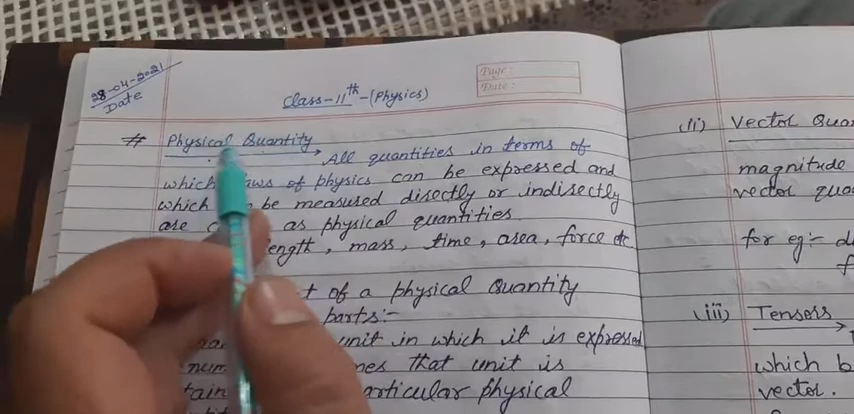 28-04-2021
Date
Class-11th-(Physics)
Page:
Date:
# Physical Quantity
All quantities in terms of
which laws of physics can be expressed and
which be measured directly or indirectly
are as physical quantities.
length, mass, time, area, force etc.
of a physical Quantity
parts:-
unit in which it is expressed
num that unit is
particular physical
(ii) Vector
magnitude
vector
for eg:-
(iii) Tensors
which
vector.